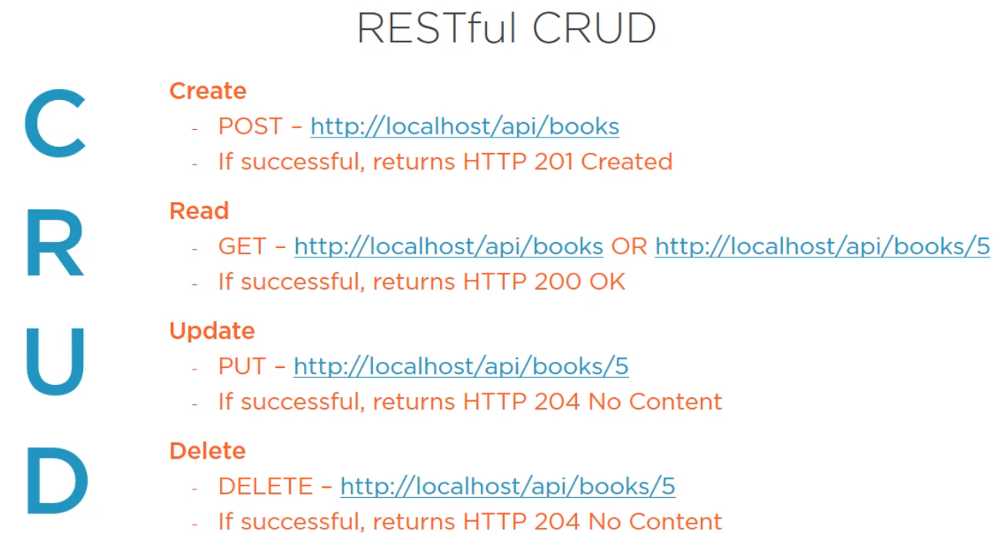 RESTful CRUD
C
Create
- POST – http://localhost/api/books
- If successful, returns HTTP 201 Created
R
Read
- GET – http://localhost/api/books OR http://localhost/api/books/5
- If successful, returns HTTP 200 OK
U
Update
- PUT – http://localhost/api/books/5
- If successful, returns HTTP 204 No Content
D
Delete
- DELETE – http://localhost/api/books/5
- If successful, returns HTTP 204 No Content